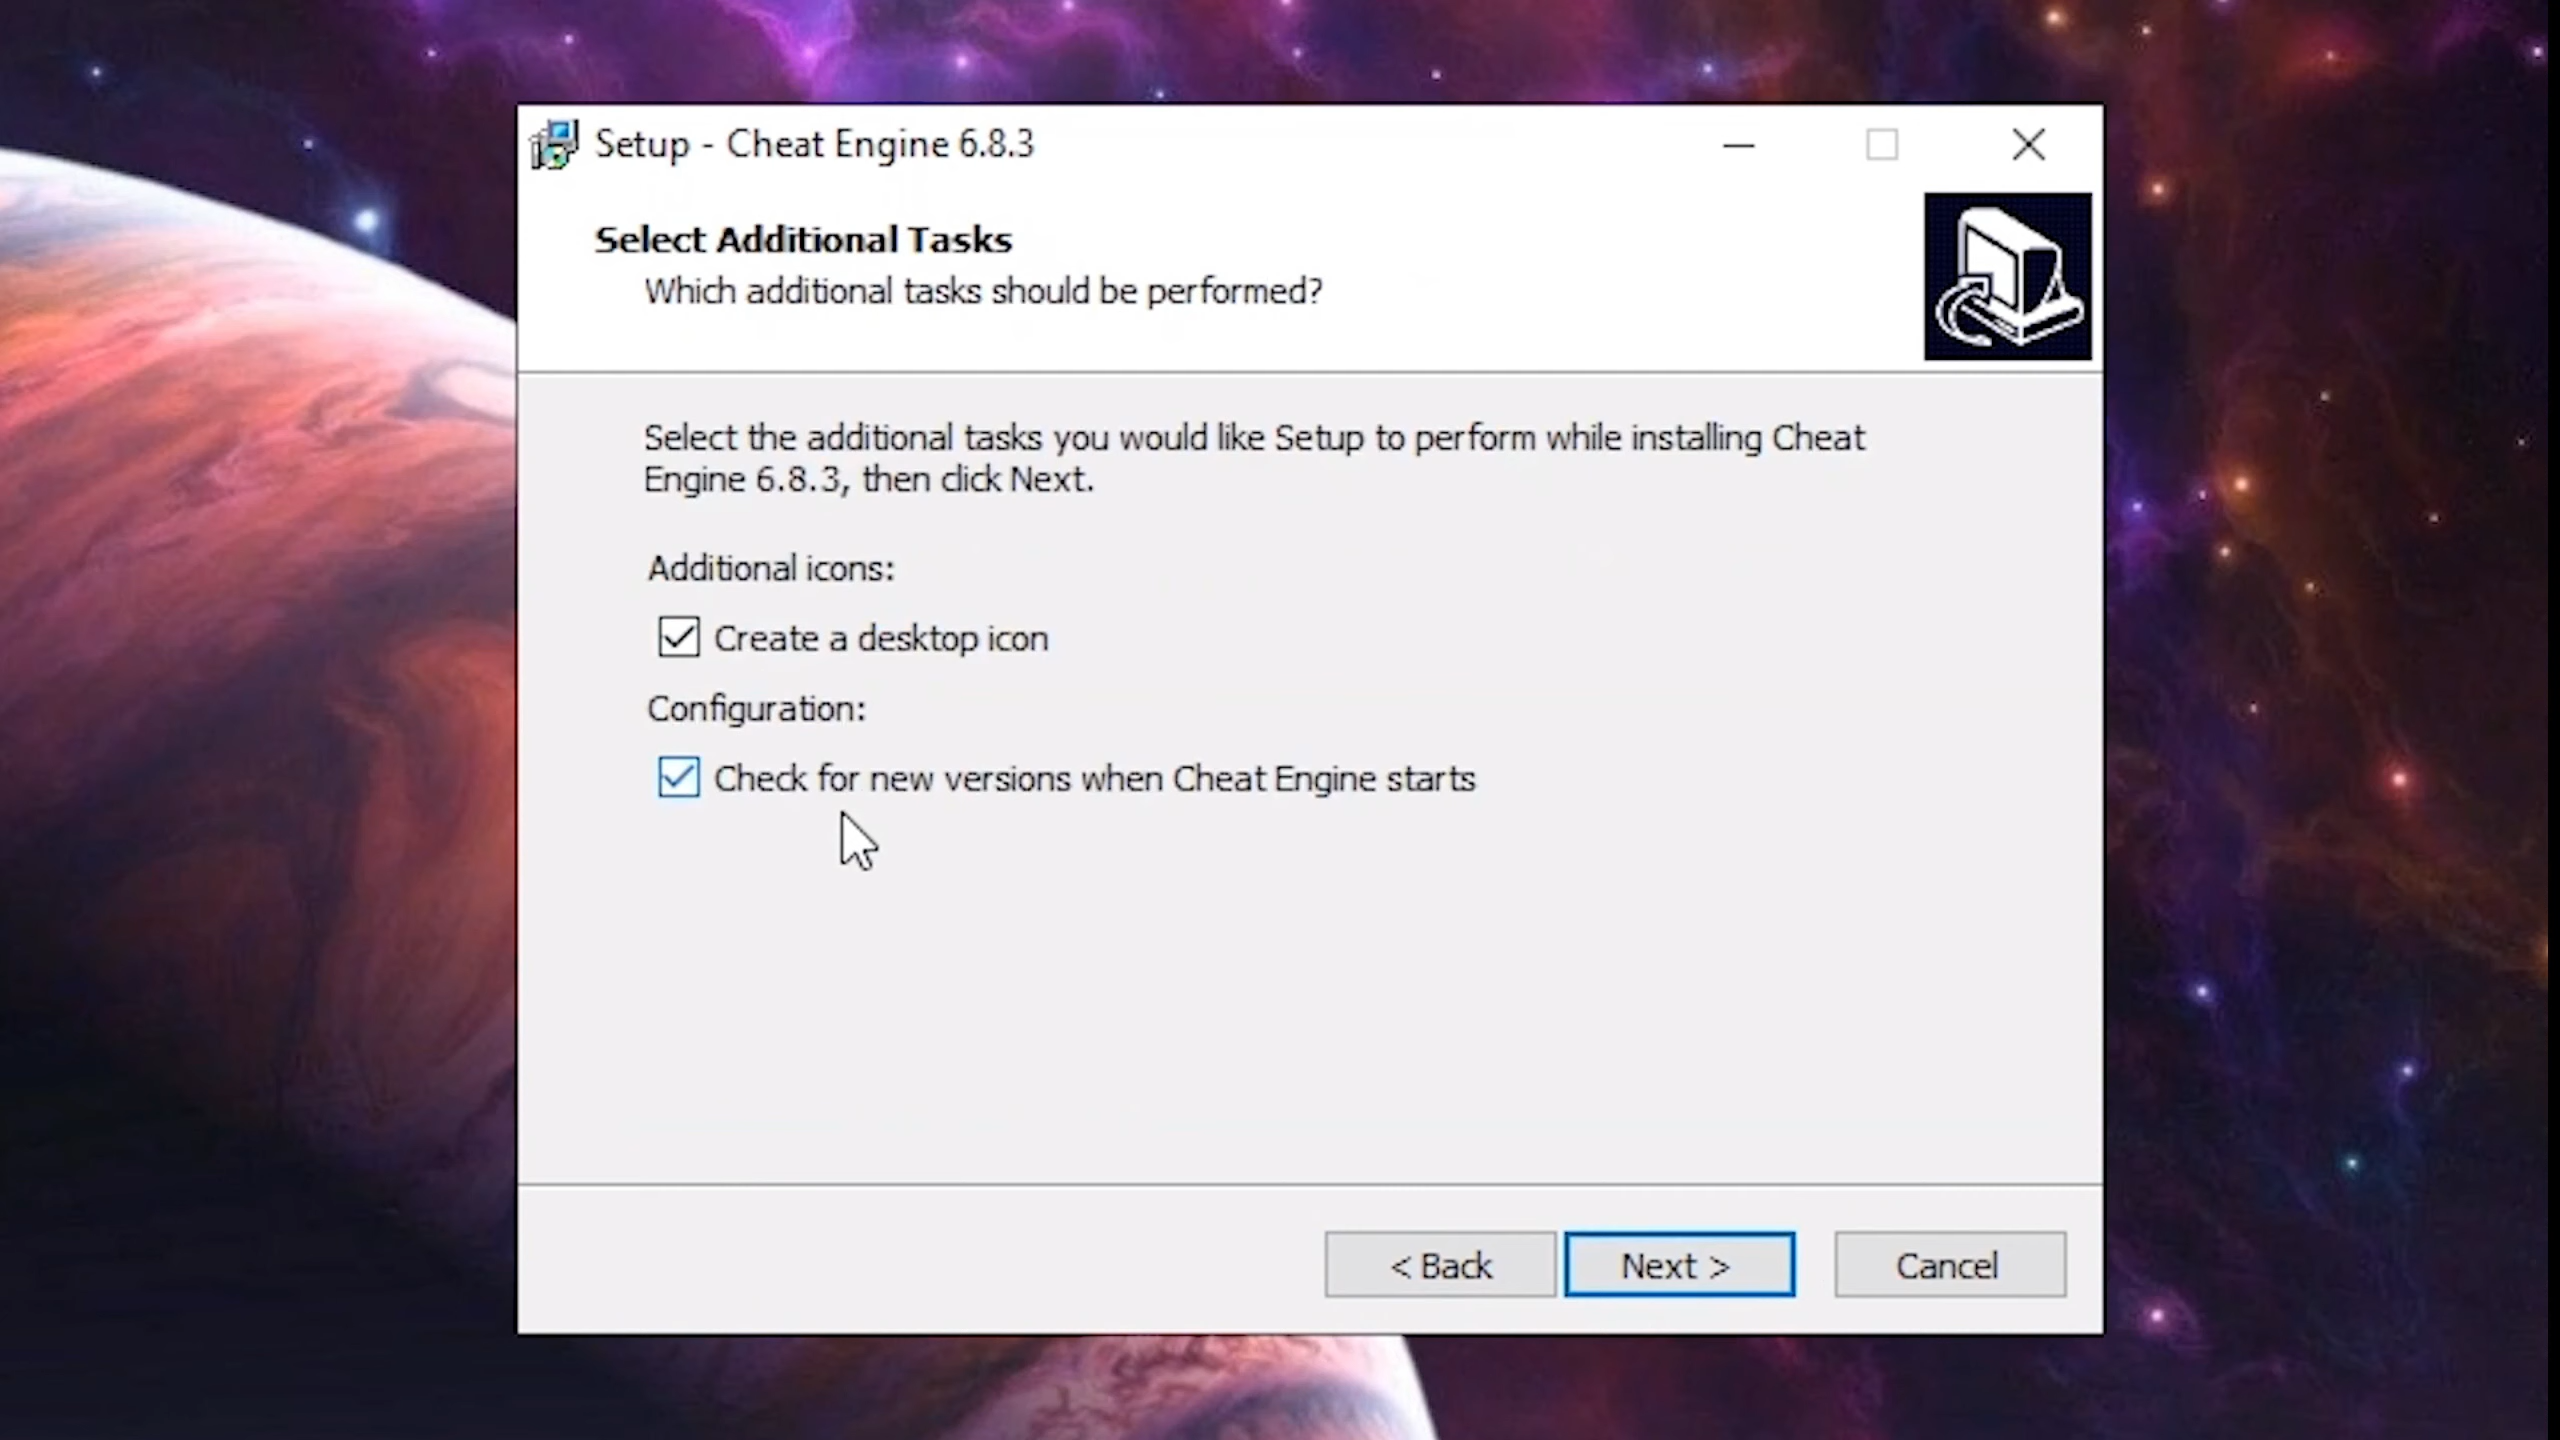 Setup - Cheat Engine 6.8.3
Select Additional Tasks
Which additional tasks should be performed?
Select the additional tasks you would like Setup to perform while installing Cheat
Engine 6.8.3, then click Next.
Additional icons:
Create a desktop icon
Configuration:
Check for new versions when Cheat Engine starts
< Back
Next >
Cancel